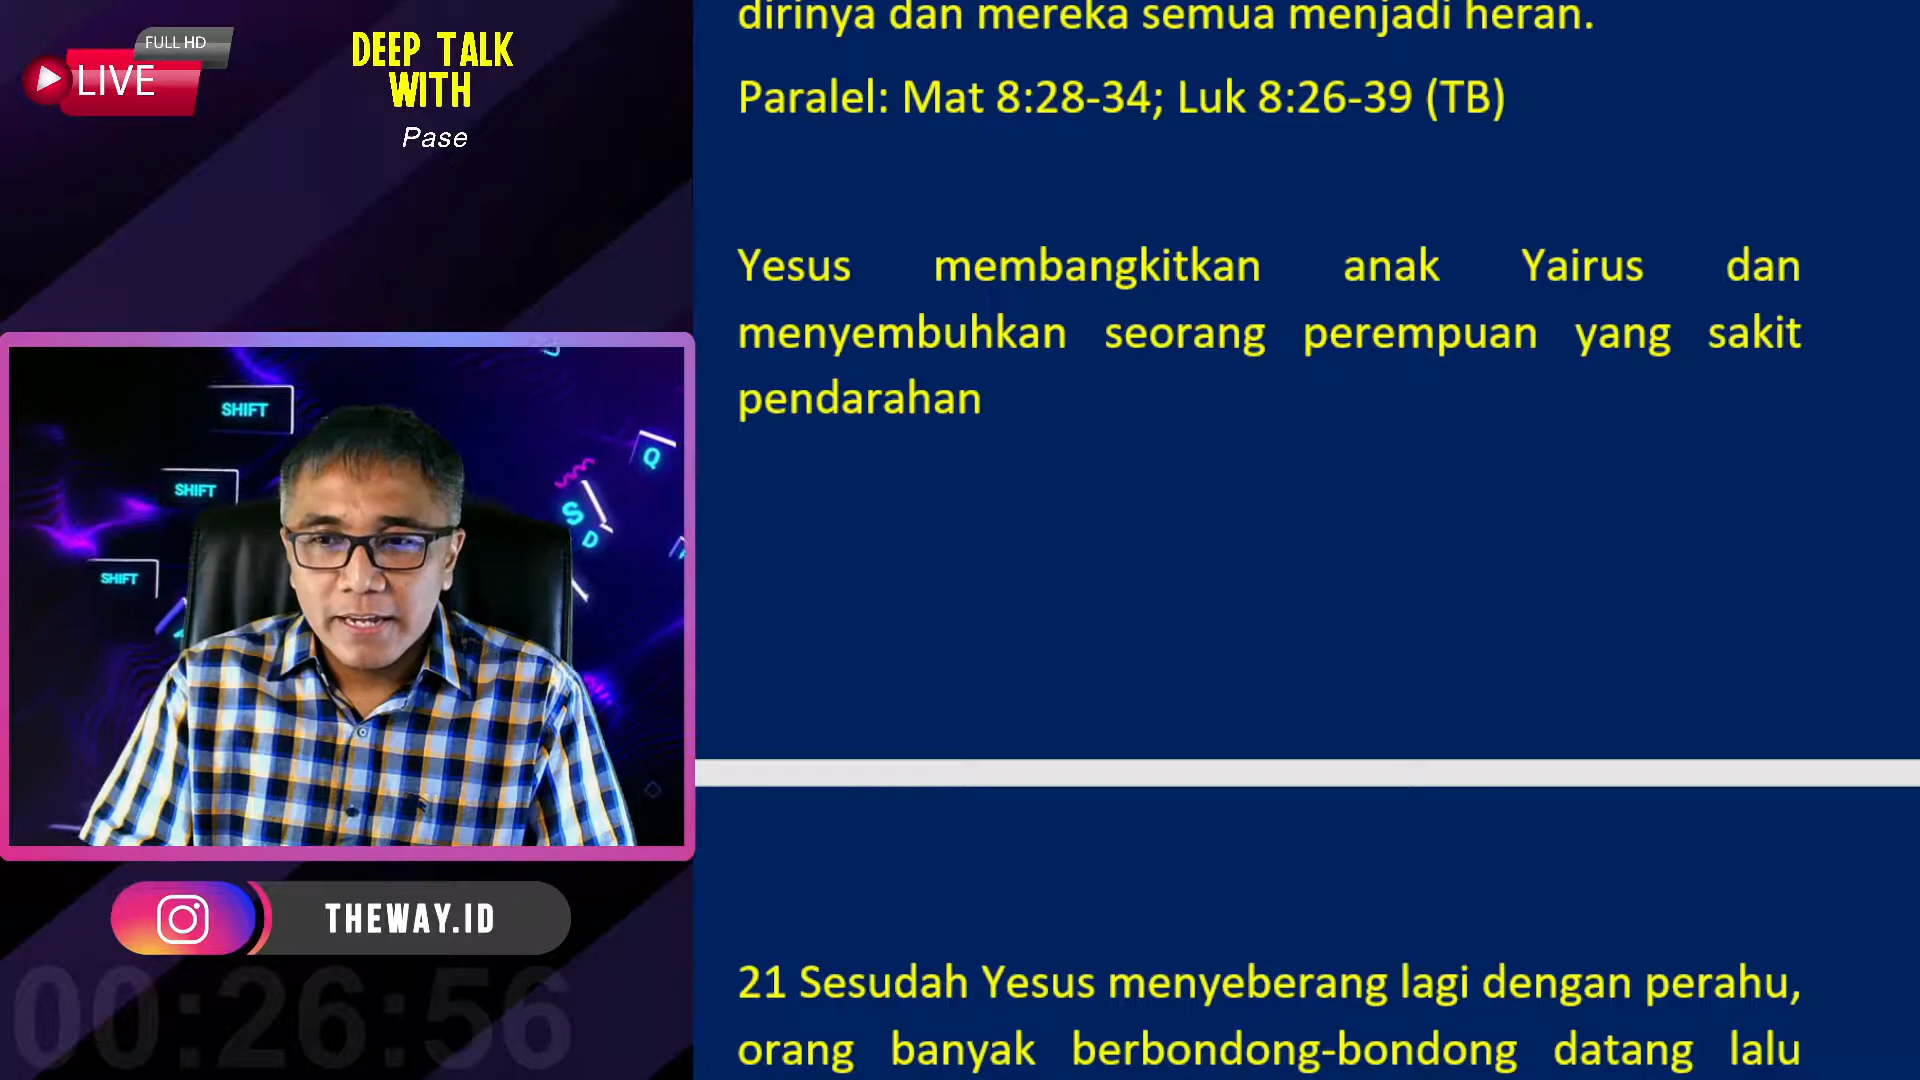 FULL HD
LIVE
DEEP TALK
WITH
Pase
SHIFT
SHIFT
SHIFT
Q
S
D
THEWAY.ID
00:26:56
dirinya dan mereka semua menjadi heran.
Paralel: Mat 8:28-34; Luk 8:26-39 (TB)
Yesus membangkitkan anak Yairus dan
menyembuhkan seorang perempuan yang sakit
pendarahan
21 Sesudah Yesus menyeberang lagi dengan perahu,
orang banyak berbondong-bondong datang lalu